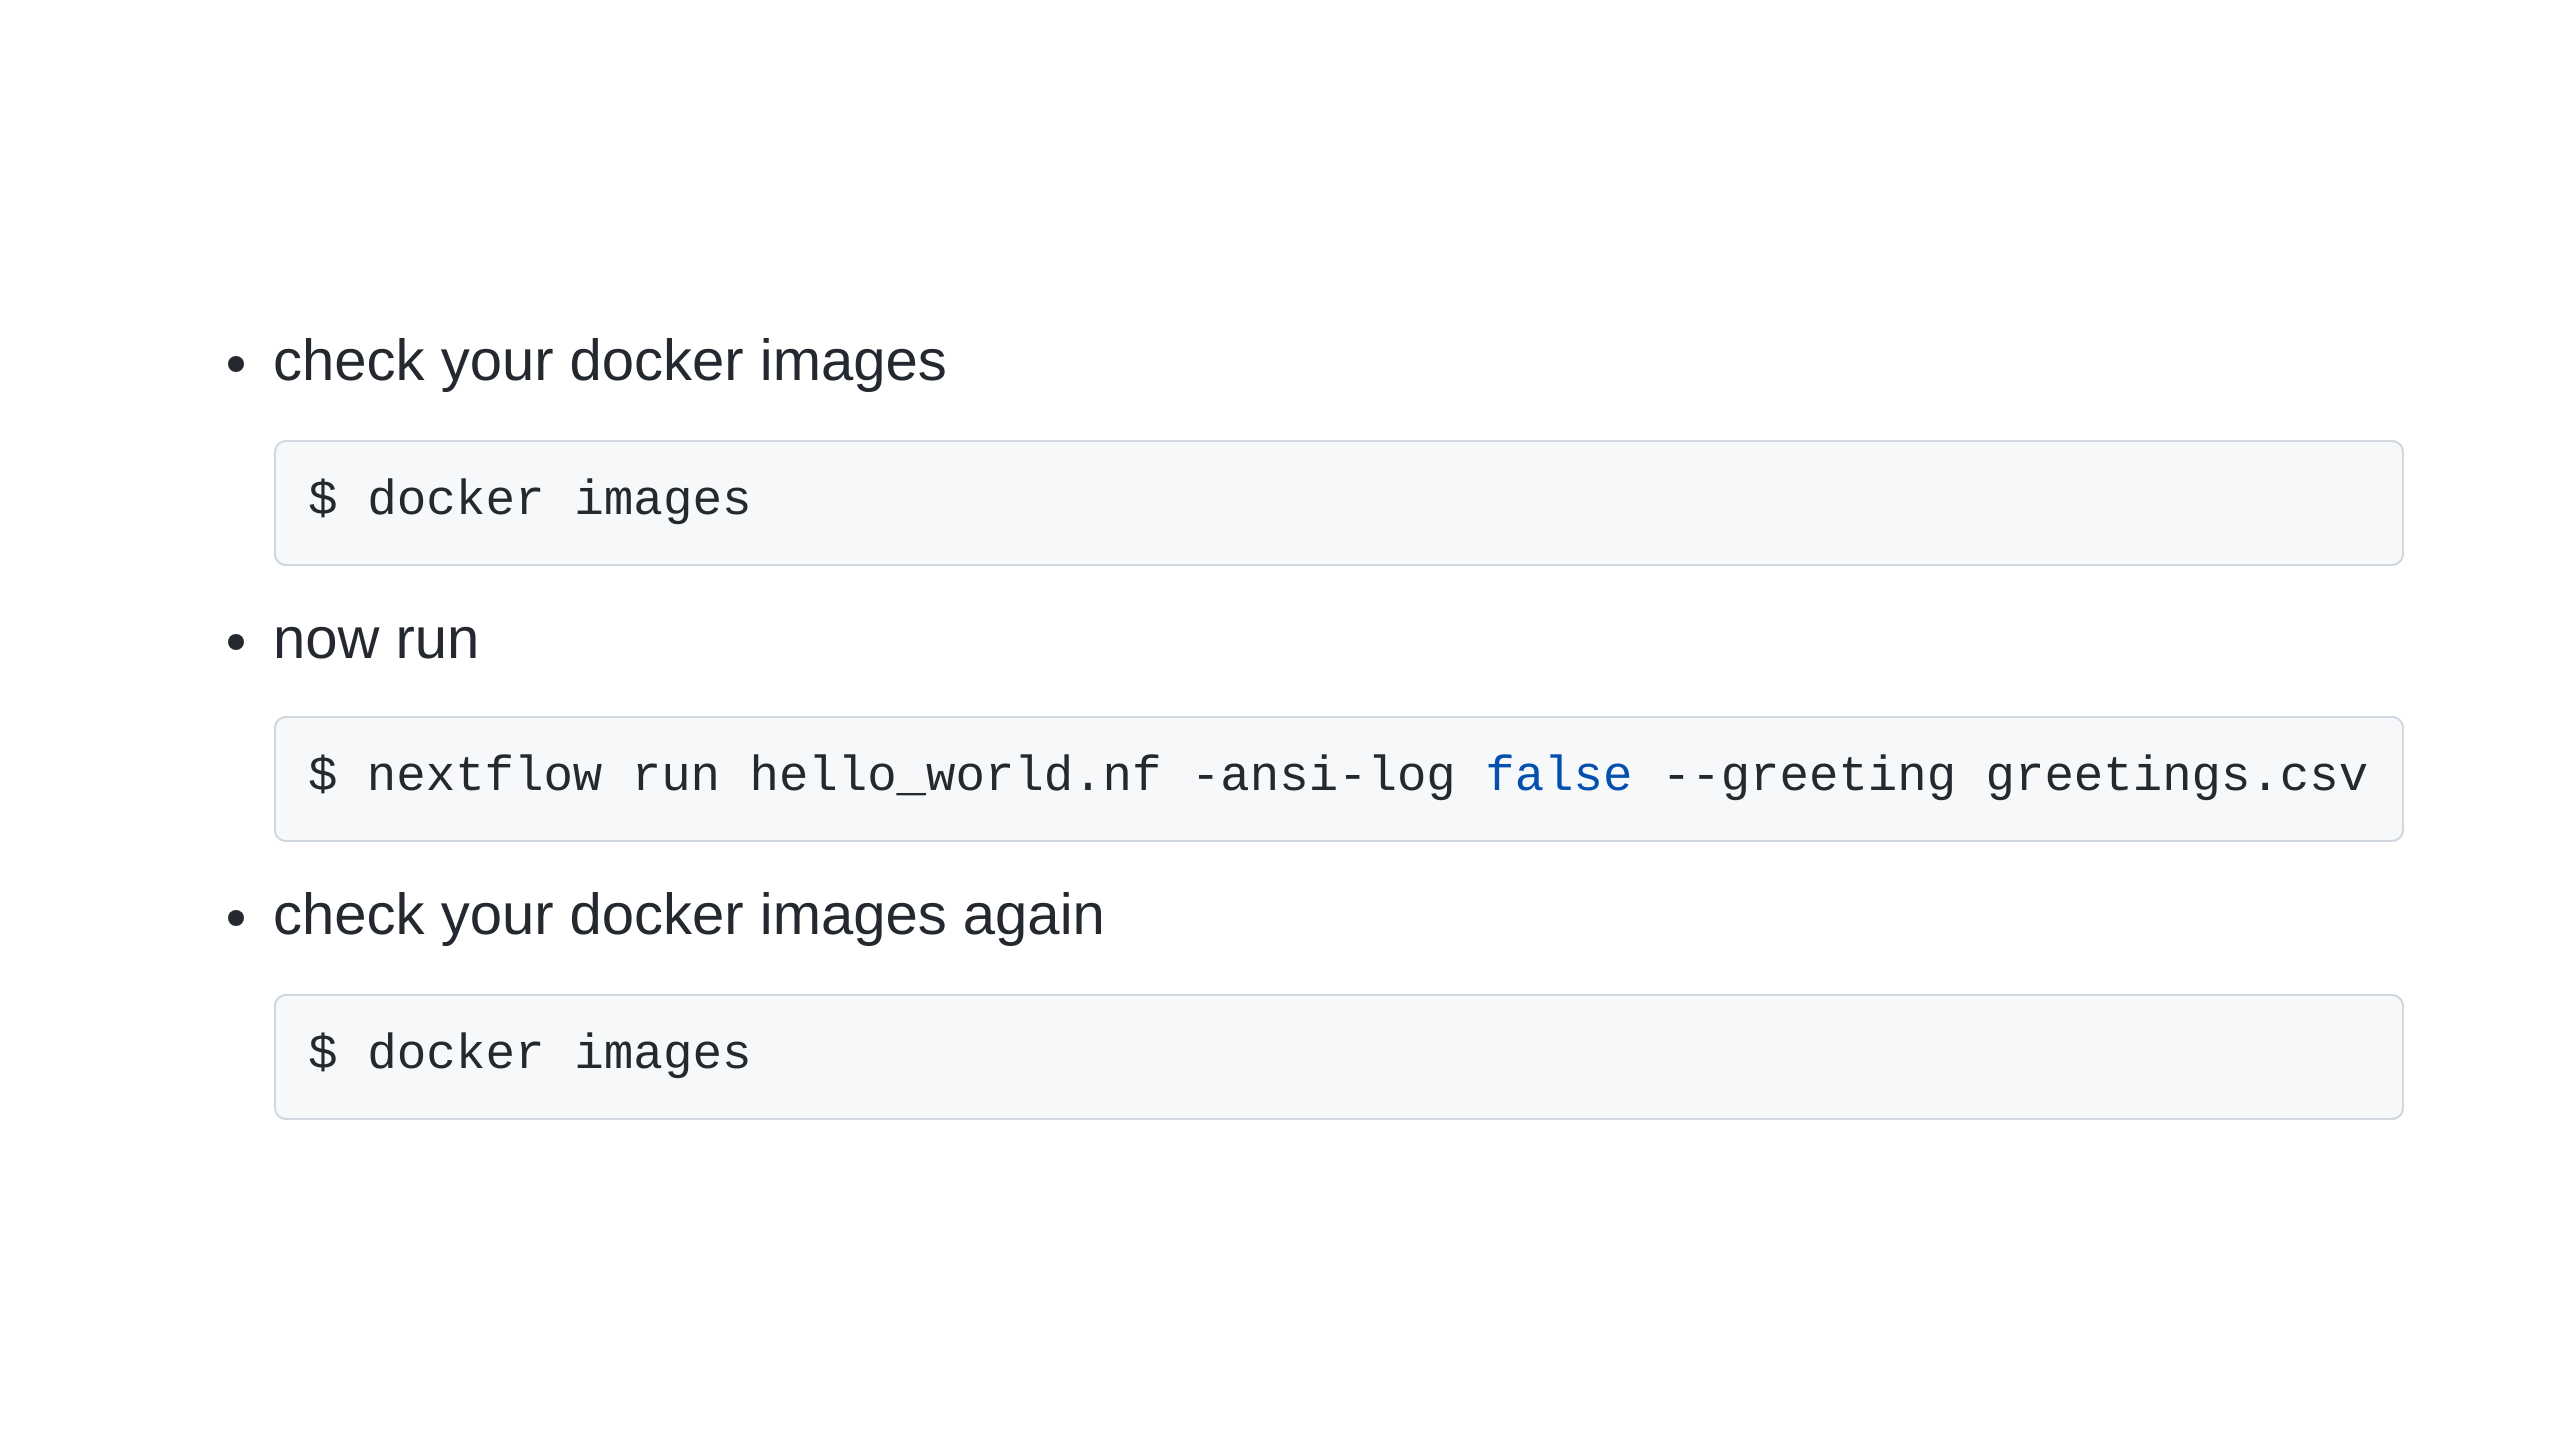 • check your docker images
$ docker images
• now run
$ nextflow run hello_world.nf -ansi-log false --greeting greetings.csv
• check your docker images again
$ docker images